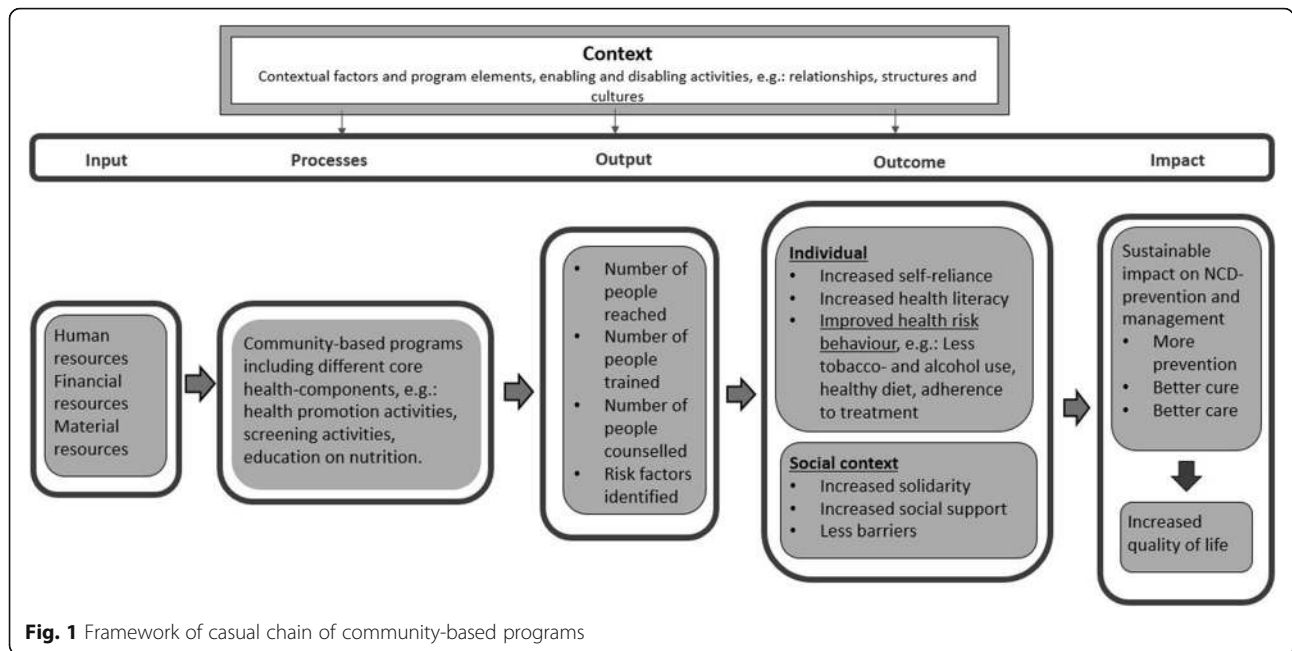 Context
Contextual factors and program elements, enabling and disabling activities, e.g.: relationships, structures and
cultures
Input
Processes
Output
Outcome
Impact
Human
resources
Financial
resources
Material
resources
Community-based programs
including different core
health-components, e.g.:
health promotion activities,
screening activities,
education on nutrition.
• Number of
people
reached
• Number of
people
trained
• Number of
people
counselled
• Risk factors
identified
Individual
• Increased self-reliance
• Increased health literacy
• Improved health risk
behaviour, e.g.: Less
tobacco- and alcohol use,
healthy diet, adherence
to treatment
Social context
• Increased solidarity
• Increased social support
• Less barriers
Sustainable
impact on NCD-
prevention and
management
• More
prevention
• Better cure
• Better care
Increased
quality of life
Fig. 1 Framework of casual chain of community-based programs